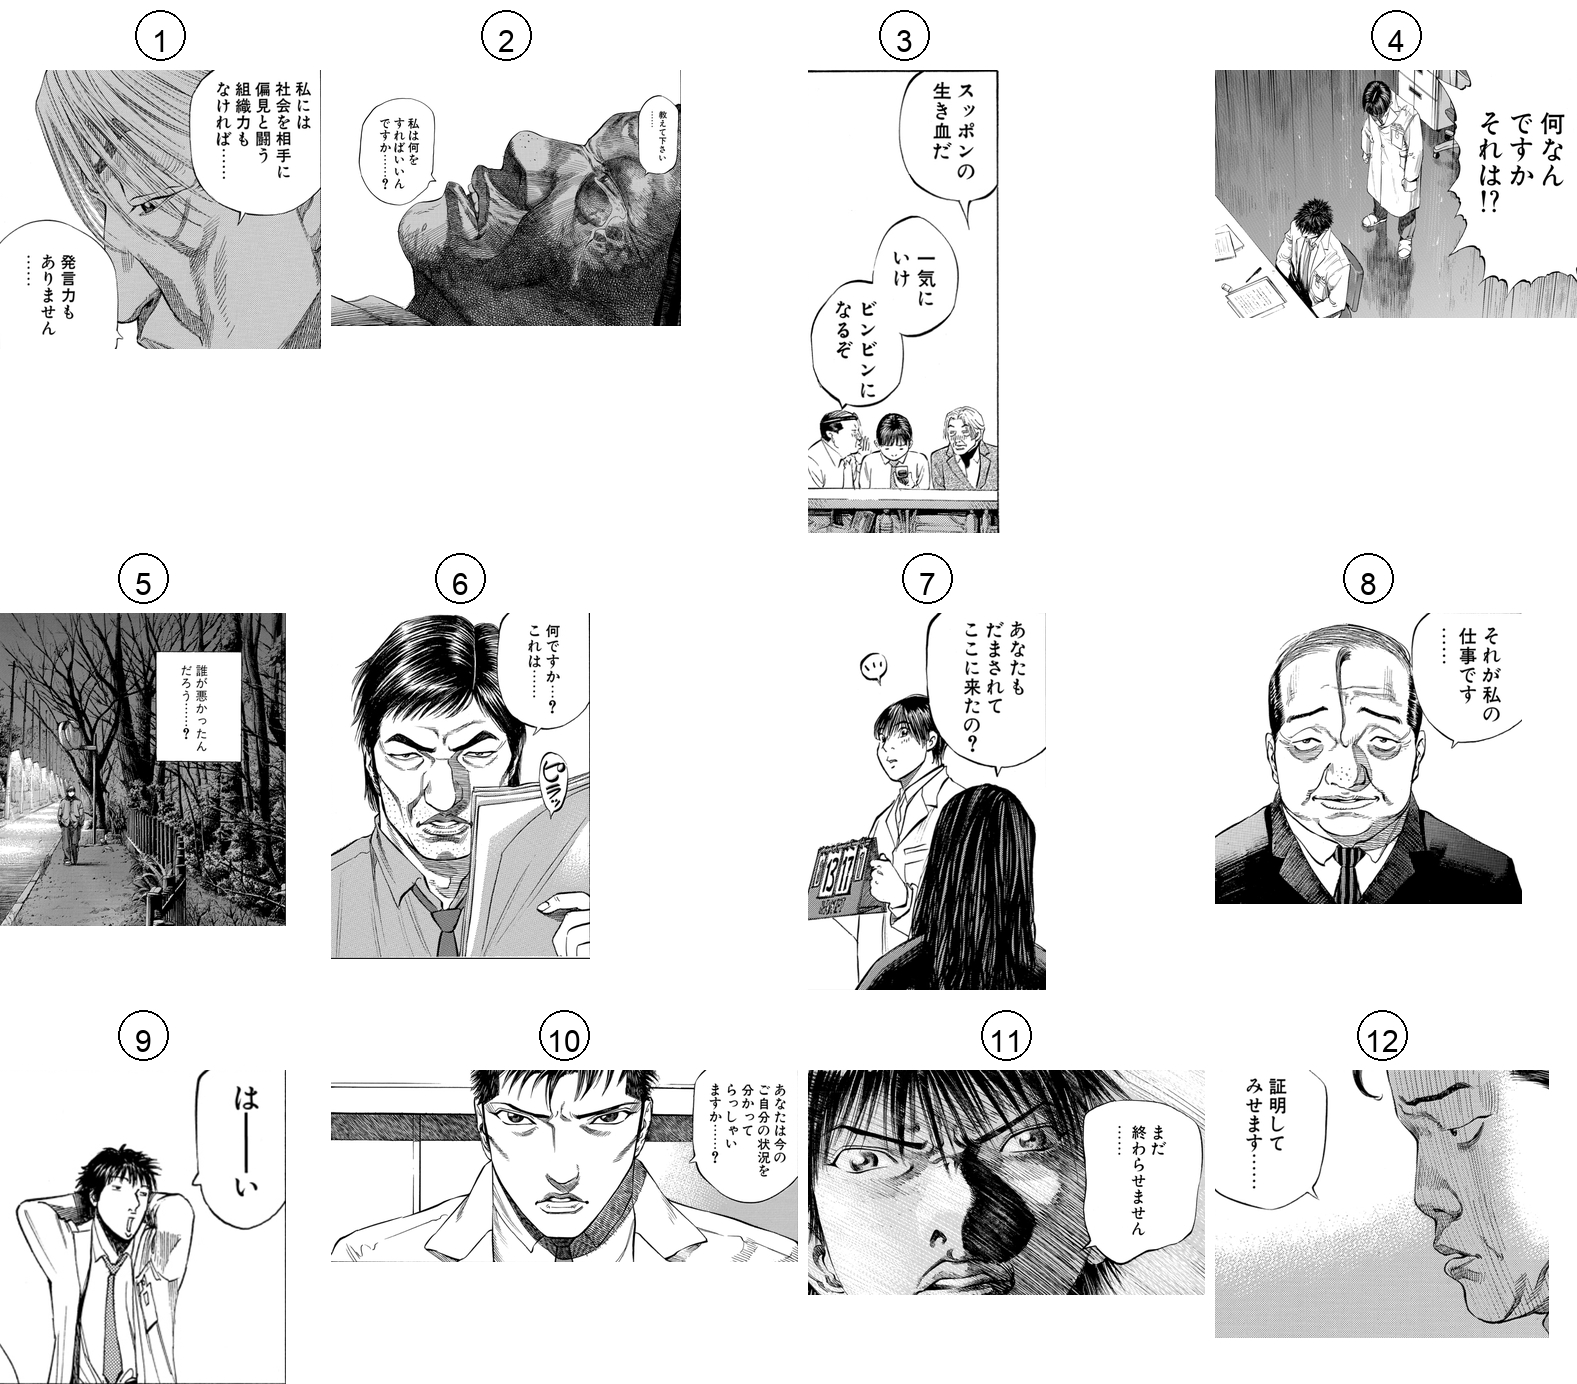 1
私には
社会を相手に
偏見と闘う
組織力も
なければ……
発言力も
ありません
……
2
教えて下さい
……
私は何を
すればいいん
ですか……?
3
スッポンの
生き血だ
一気に
いけ
ビンビンに
なるぞ
4
何なん
ですか
それは!?
5
誰が悪かったん
だろう……?
6
何ですか…?
これは……
ペラッ
7
あなたも
だまされて
ここに来たの?
…
13 17
8
それが私の
仕事です
……
9
はーい
10
あなたは今の
ご自分の状況を
分かって
らっしゃい
ますか……?
11
まだ
終わらせません
……
12
証明して
みせます……